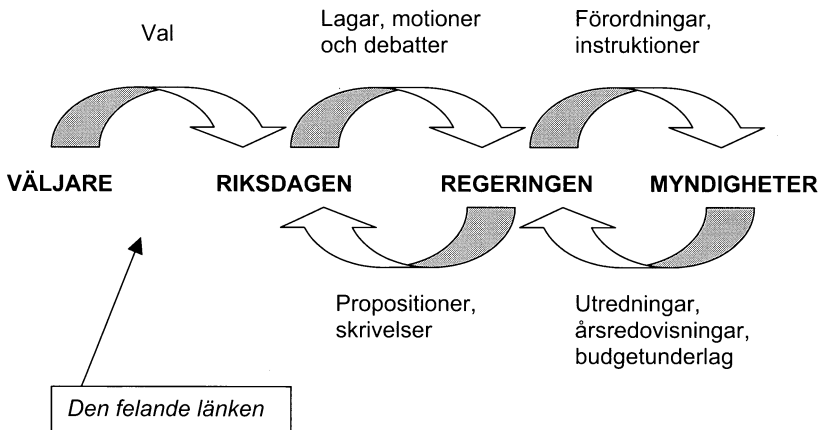 Val
Lagar, motioner
och debatter
Förordningar,
instruktioner
VÄLJARE
RIKSDAGEN
REGERINGEN
MYNDIGHETER
Propositioner,
skrivelser
Utredningar,
årsredovisningar,
budgetunderlag
Den felande länken